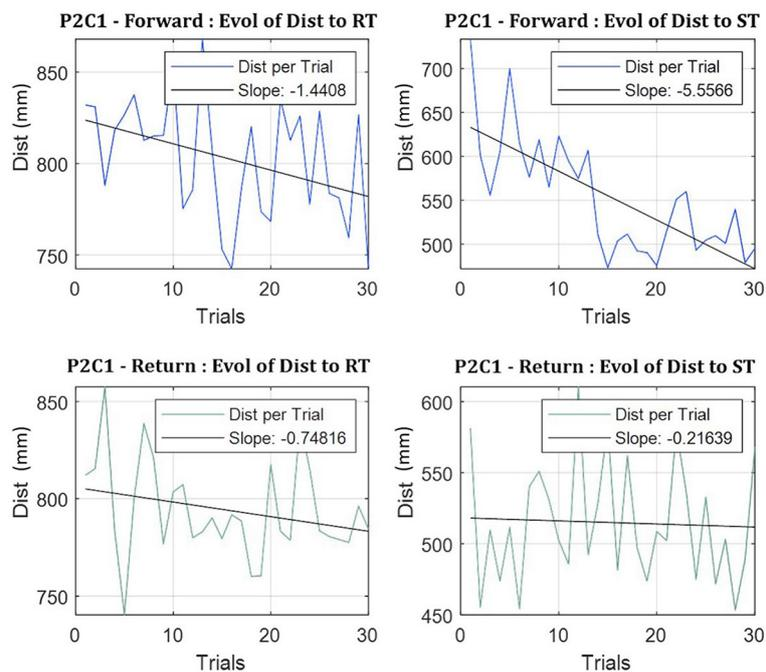 P2C1 - Forward : Evol of Dist to RT
850
800
750
Dist (mm)
Dist per Trial
Slope: -1.4408
0 10 20 30
Trials
P2C1 - Forward : Evol of Dist to ST
700
650
600
550
500
Dist (mm)
Dist per Trial
Slope: -5.5566
0 10 20 30
Trials
P2C1 - Return : Evol of Dist to RT
850
800
750
Dist (mm)
Dist per Trial
Slope: -0.74816
0 10 20 30
Trials
P2C1 - Return : Evol of Dist to ST
600
550
500
450
Dist (mm)
Dist per Trial
Slope: -0.21639
0 10 20 30
Trials